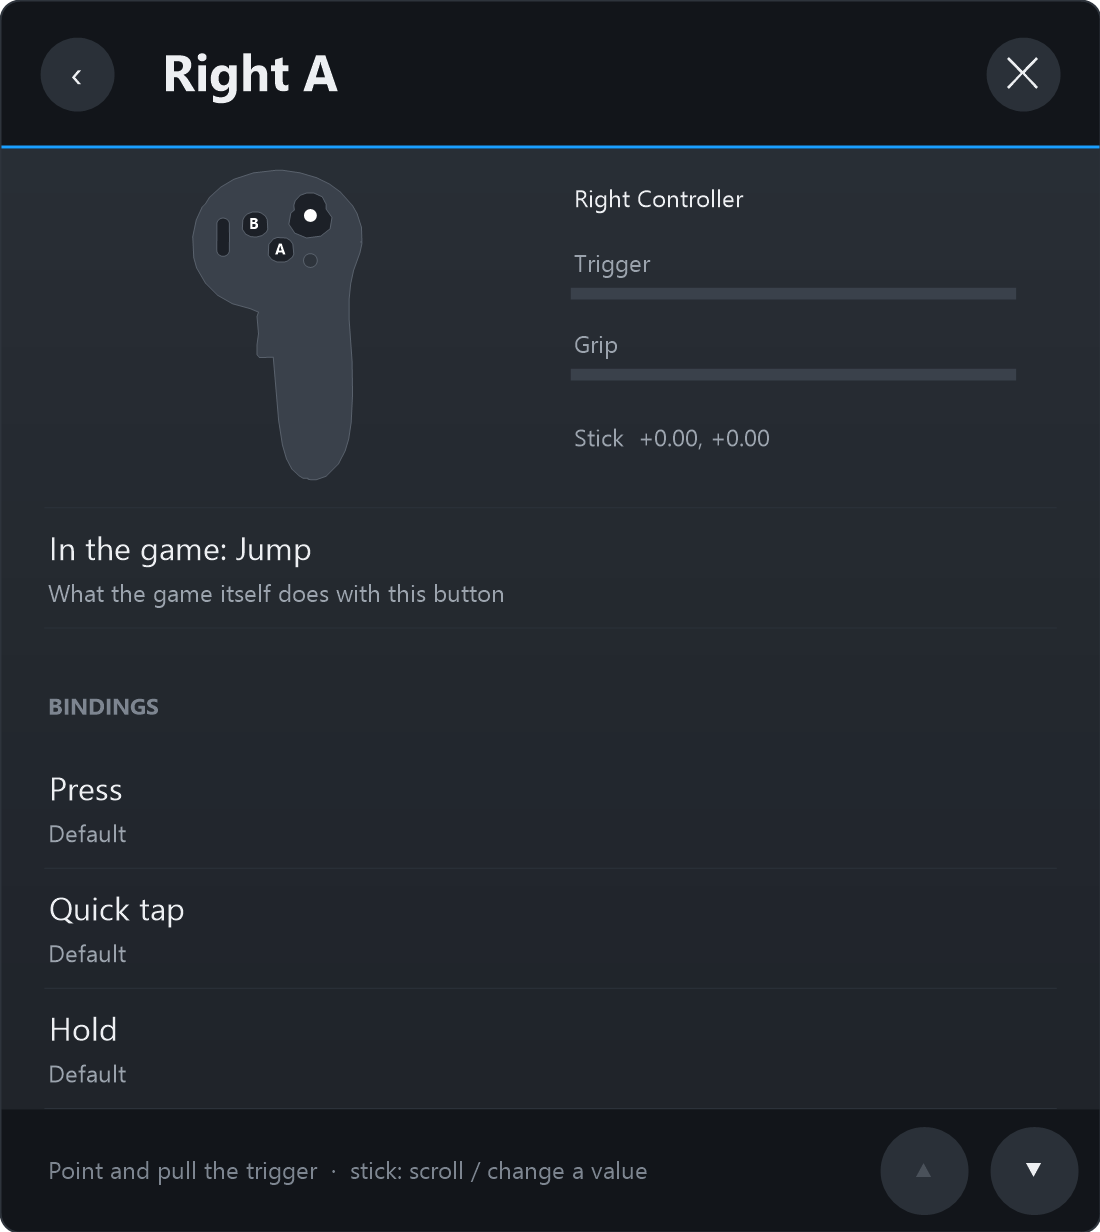 ‹
Right A
B
A
Right Controller
Trigger
Grip
Stick +0.00, +0.00
In the game: Jump
What the game itself does with this button
BINDINGS
Press
Default
Quick tap
Default
Hold
Default
Point and pull the trigger · stick: scroll / change a value
▲ ▼